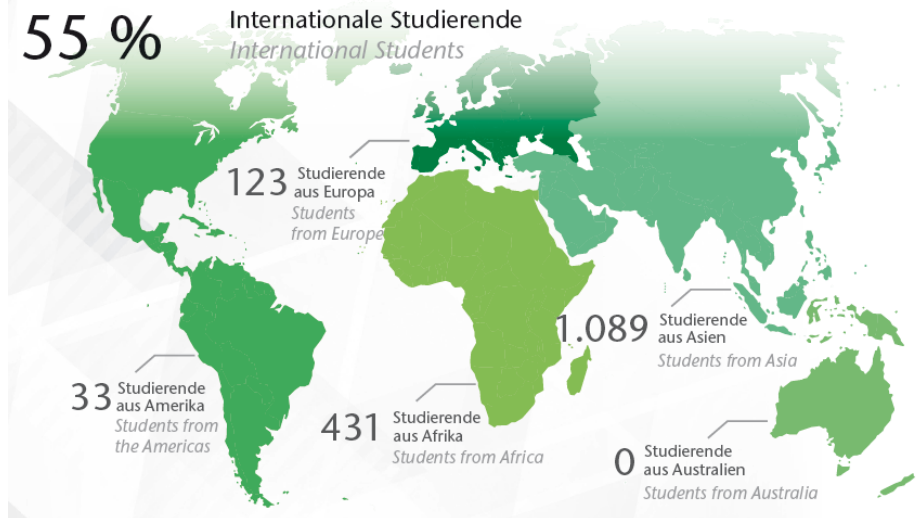 55 %
Internationale Studierende
International Students
123
Studierende
aus Europa
Students
from Europe
1.089
Studierende
aus Asien
Students from Asia
33
Studierende
aus Amerika
Students from
the Americas
431
Studierende
aus Afrika
Students from Africa
0
Studierende
aus Australien
Students from Australia